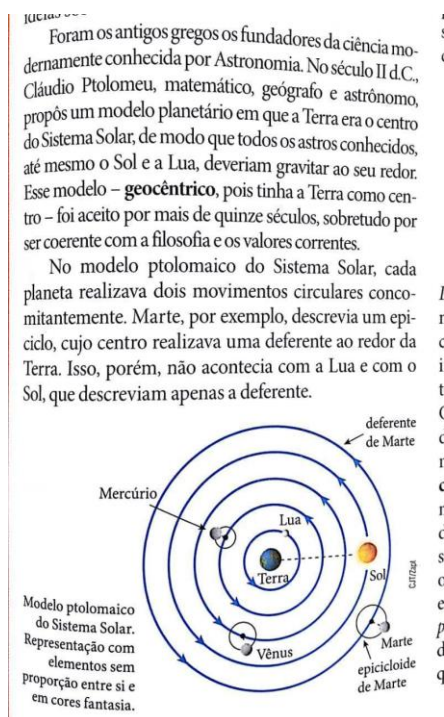 Foram os antigos gregos os fundadores da ciência mo-
dernamente conhecida por Astronomia. No século II d.C.,
Cláudio Ptolomeu, matemático, geógrafo e astrônomo,
propôs um modelo planetário em que a Terra era o centro
do Sistema Solar, de modo que todos os astros conhecidos,
até mesmo o Sol e a Lua, deveriam gravitar ao seu redor.
Esse modelo – geocêntrico, pois tinha a Terra como cen-
tro – foi aceito por mais de quinze séculos, sobretudo por
ser coerente com a filosofia e os valores correntes.
No modelo ptolomaico do Sistema Solar, cada
planeta realizava dois movimentos circulares conco-
mitantemente. Marte, por exemplo, descrevia um epi-
ciclo, cujo centro realizava uma deferente ao redor da
Terra. Isso, porém, não acontecia com a Lua e com o
Sol, que descreviam apenas a deferente.
deferente
de Marte
Mercúrio
Lua
Terra
Sol
CJT/Zapt
Vênus
Marte
epicicloide
de Marte
Modelo ptolomaico
do Sistema Solar.
Representação com
elementos sem
proporção entre si e
em cores fantasia.